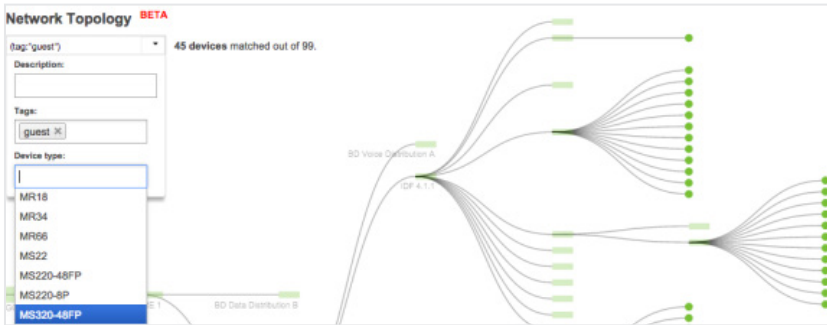 Network Topology BETA
(tag:"guest")
45 devices matched out of 99.
Description:
Tags:
guest ×
Device type:
MR18
MR34
MR66
MS22
MS220-48FP
MS220-8P
MS320-48FP
BD Voice Distribution A
IDF 4.1.1
BD Data Distribution B